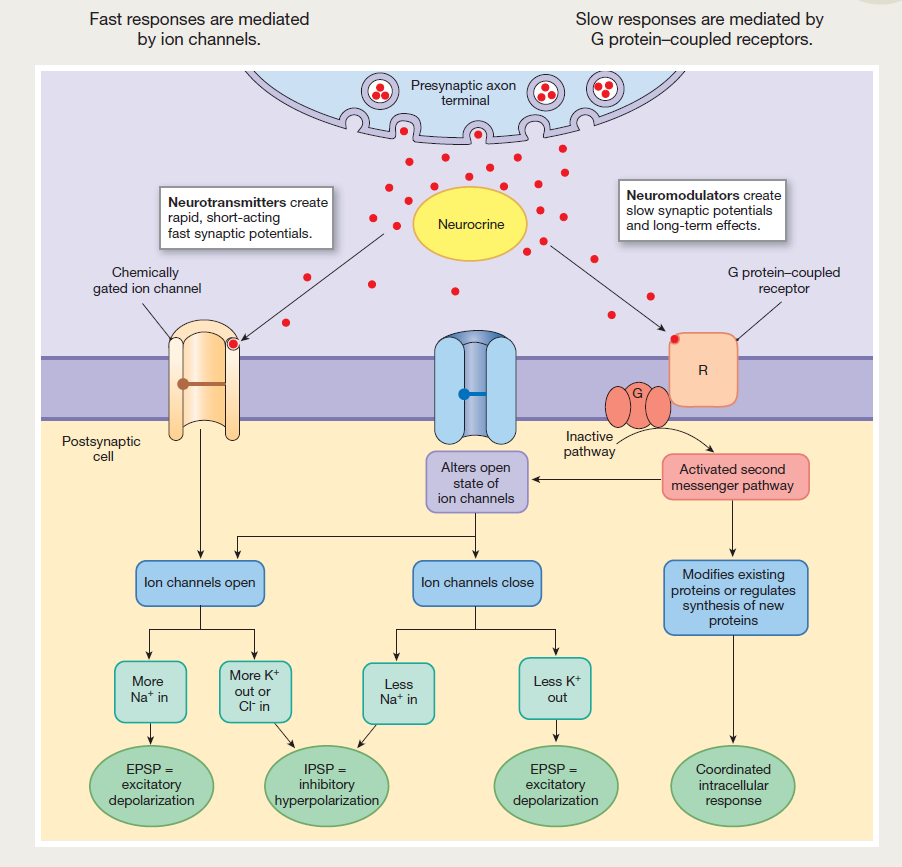 Fast responses are mediated
by ion channels.
Slow responses are mediated by
G protein–coupled receptors.
Presynaptic axon
terminal
Neurotransmitters create
rapid, short-acting
fast synaptic potentials.
Neurocrine
Neuromodulators create
slow synaptic potentials
and long-term effects.
Chemically
gated ion channel
G protein–coupled
receptor
R
G
Postsynaptic
cell
Inactive
pathway
Alters open
state of
ion channels
Activated second
messenger pathway
Ion channels open
Ion channels close
Modifies existing
proteins or regulates
synthesis of new
proteins
More
Na⁺ in
More K⁺
out or
Cl⁻ in
Less
Na⁺ in
Less K⁺
out
EPSP =
excitatory
depolarization
IPSP =
inhibitory
hyperpolarization
EPSP =
excitatory
depolarization
Coordinated
intracellular
response